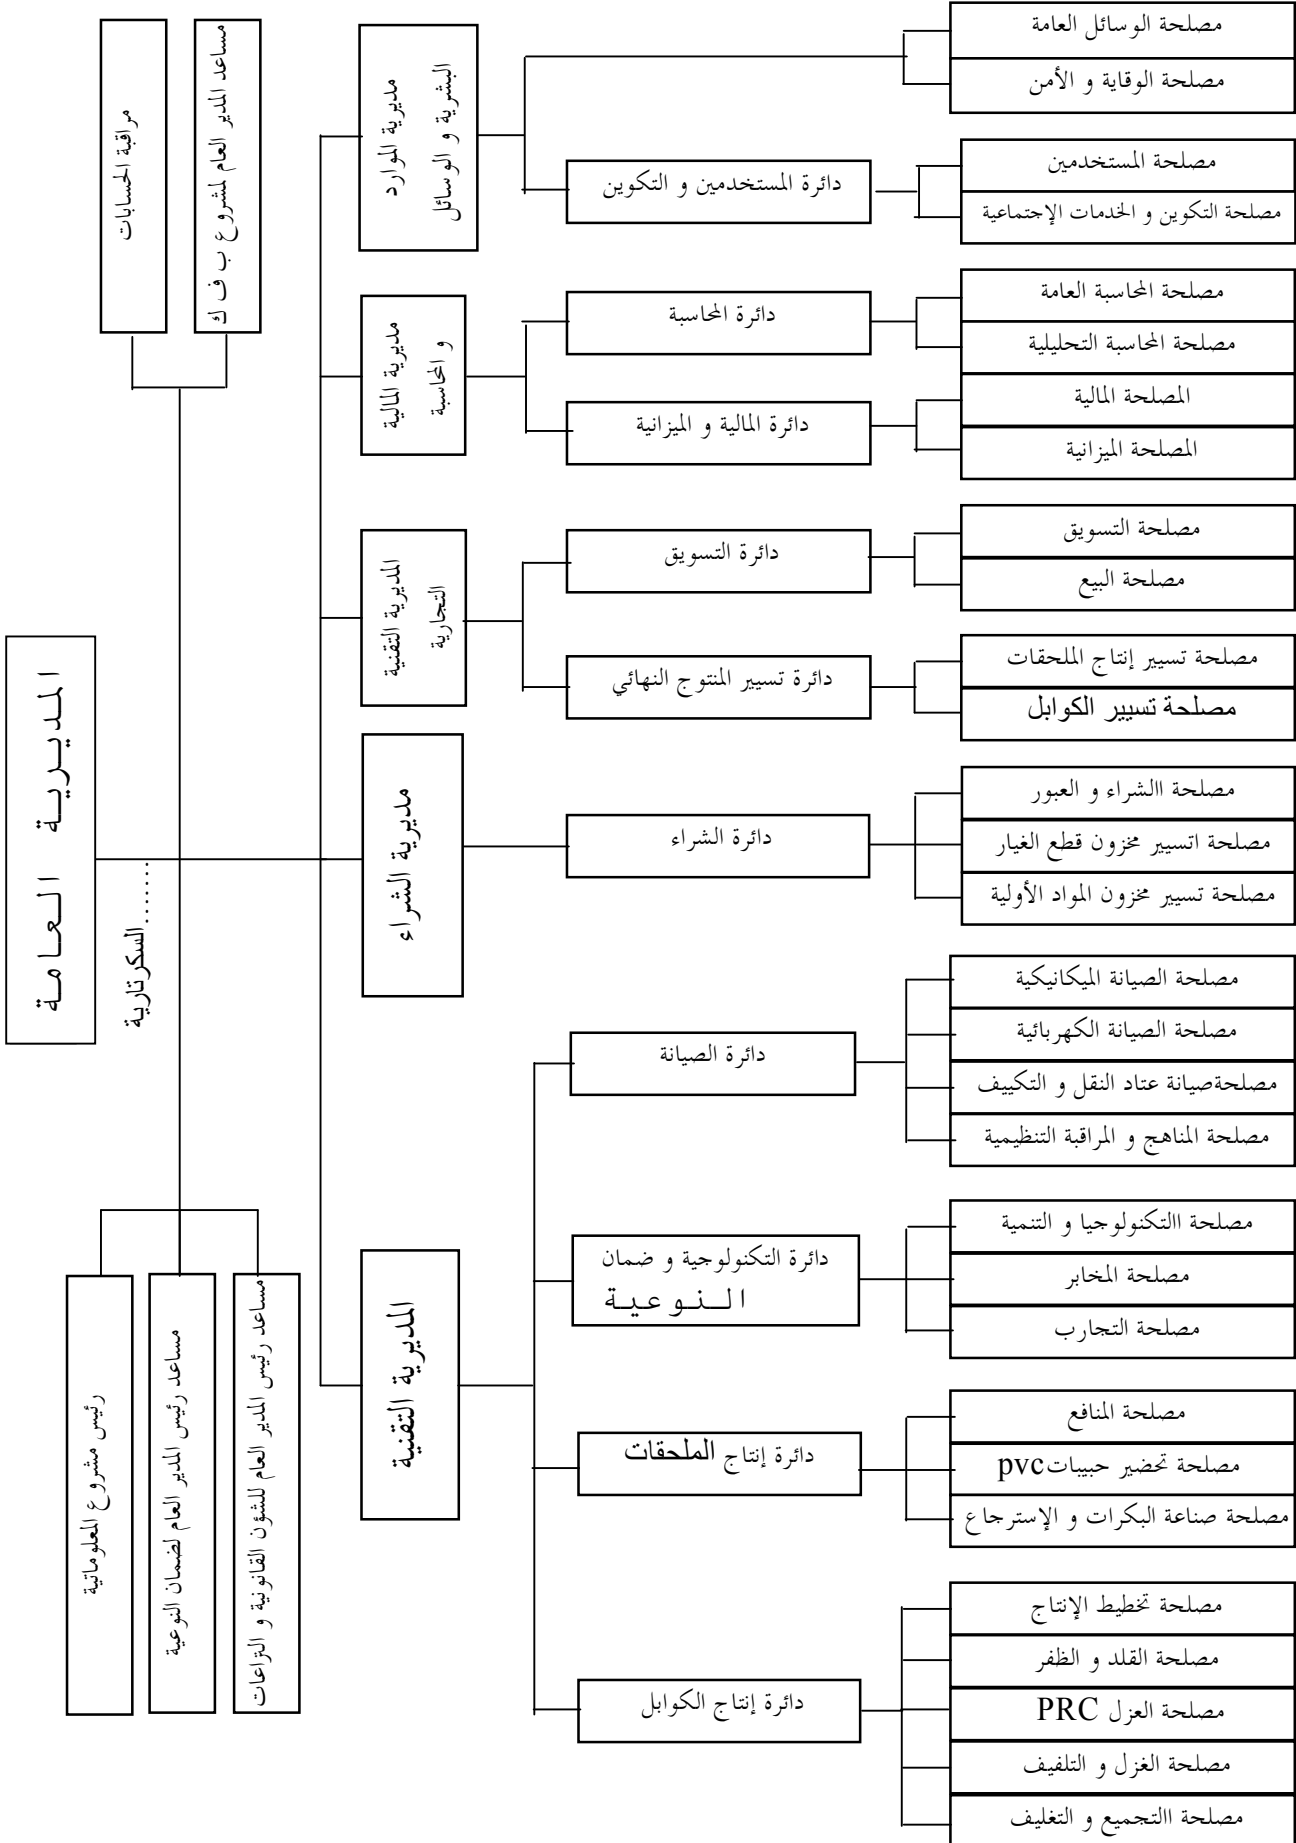 المديرية العامة
السكرتارية.......
مراقبة الحسابات
مساعد المدير العام لمشروع ب ف ك
رئيس مشروع المعلوماتية
مساعد رئيس المدير العام لضمان النوعية
مساعد رئيس المدير العام للشؤن القانونية و النزاعات
مديرية الموارد
البشرية و الوسائل
مصلحة الوسائل العامة
مصلحة الوقاية و الأمن
دائرة المستخدمين و التكوين
مصلحة المستخدمين
مصلحة التكوين و الخدمات الإجتماعية
مديرية المالية
و المحاسبة
دائرة المحاسبة
مصلحة المحاسبة العامة
مصلحة المحاسبة التحليلية
دائرة المالية و الميزانية
المصلحة المالية
المصلحة الميزانية
المديرية التقنية
التجارية
دائرة التسويق
مصلحة التسويق
مصلحة البيع
دائرة تسيير المنتوج النهائي
مصلحة تسيير إنتاج الملحقات
مصلحة تسيير الكوابل
مديرية الشراء
دائرة الشراء
مصلحة االشراء و العبور
مصلحة اتسيير مخزون قطع الغيار
مصلحة تسيير مخزون المواد الأولية
المديرية التقنية
دائرة الصيانة
مصلحة الصيانة الميكانيكية
مصلحة الصيانة الكهربائية
مصلحةصيانة عتاد النقل و التكييف
مصلحة المناهج و المراقبة التنظيمية
دائرة التكنولوجية و ضمان
النوعية
مصلحة االتكنولوجيا و التنمية
مصلحة المخابر
مصلحة التجارب
دائرة إنتاج الملحقات
مصلحة المنافع
مصلحة تحضير حبيبات pvc
مصلحة صناعة البكرات و الإسترجاع
دائرة إنتاج الكوابل
مصلحة تخطيط الإنتاج
مصلحة القلد و الظفر
مصلحة العزل PRC
مصلحة الغزل و التلفيف
مصلحة االتجميع و التغليف